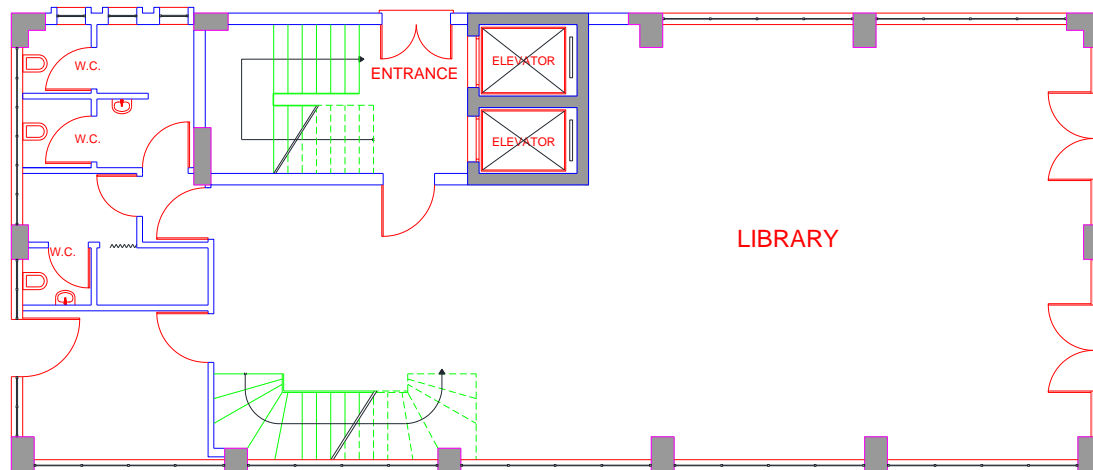 ELEVATOR
W.C.
ENTRANCE
W.C.
ELEVATOR
LIBRARY
W.C.